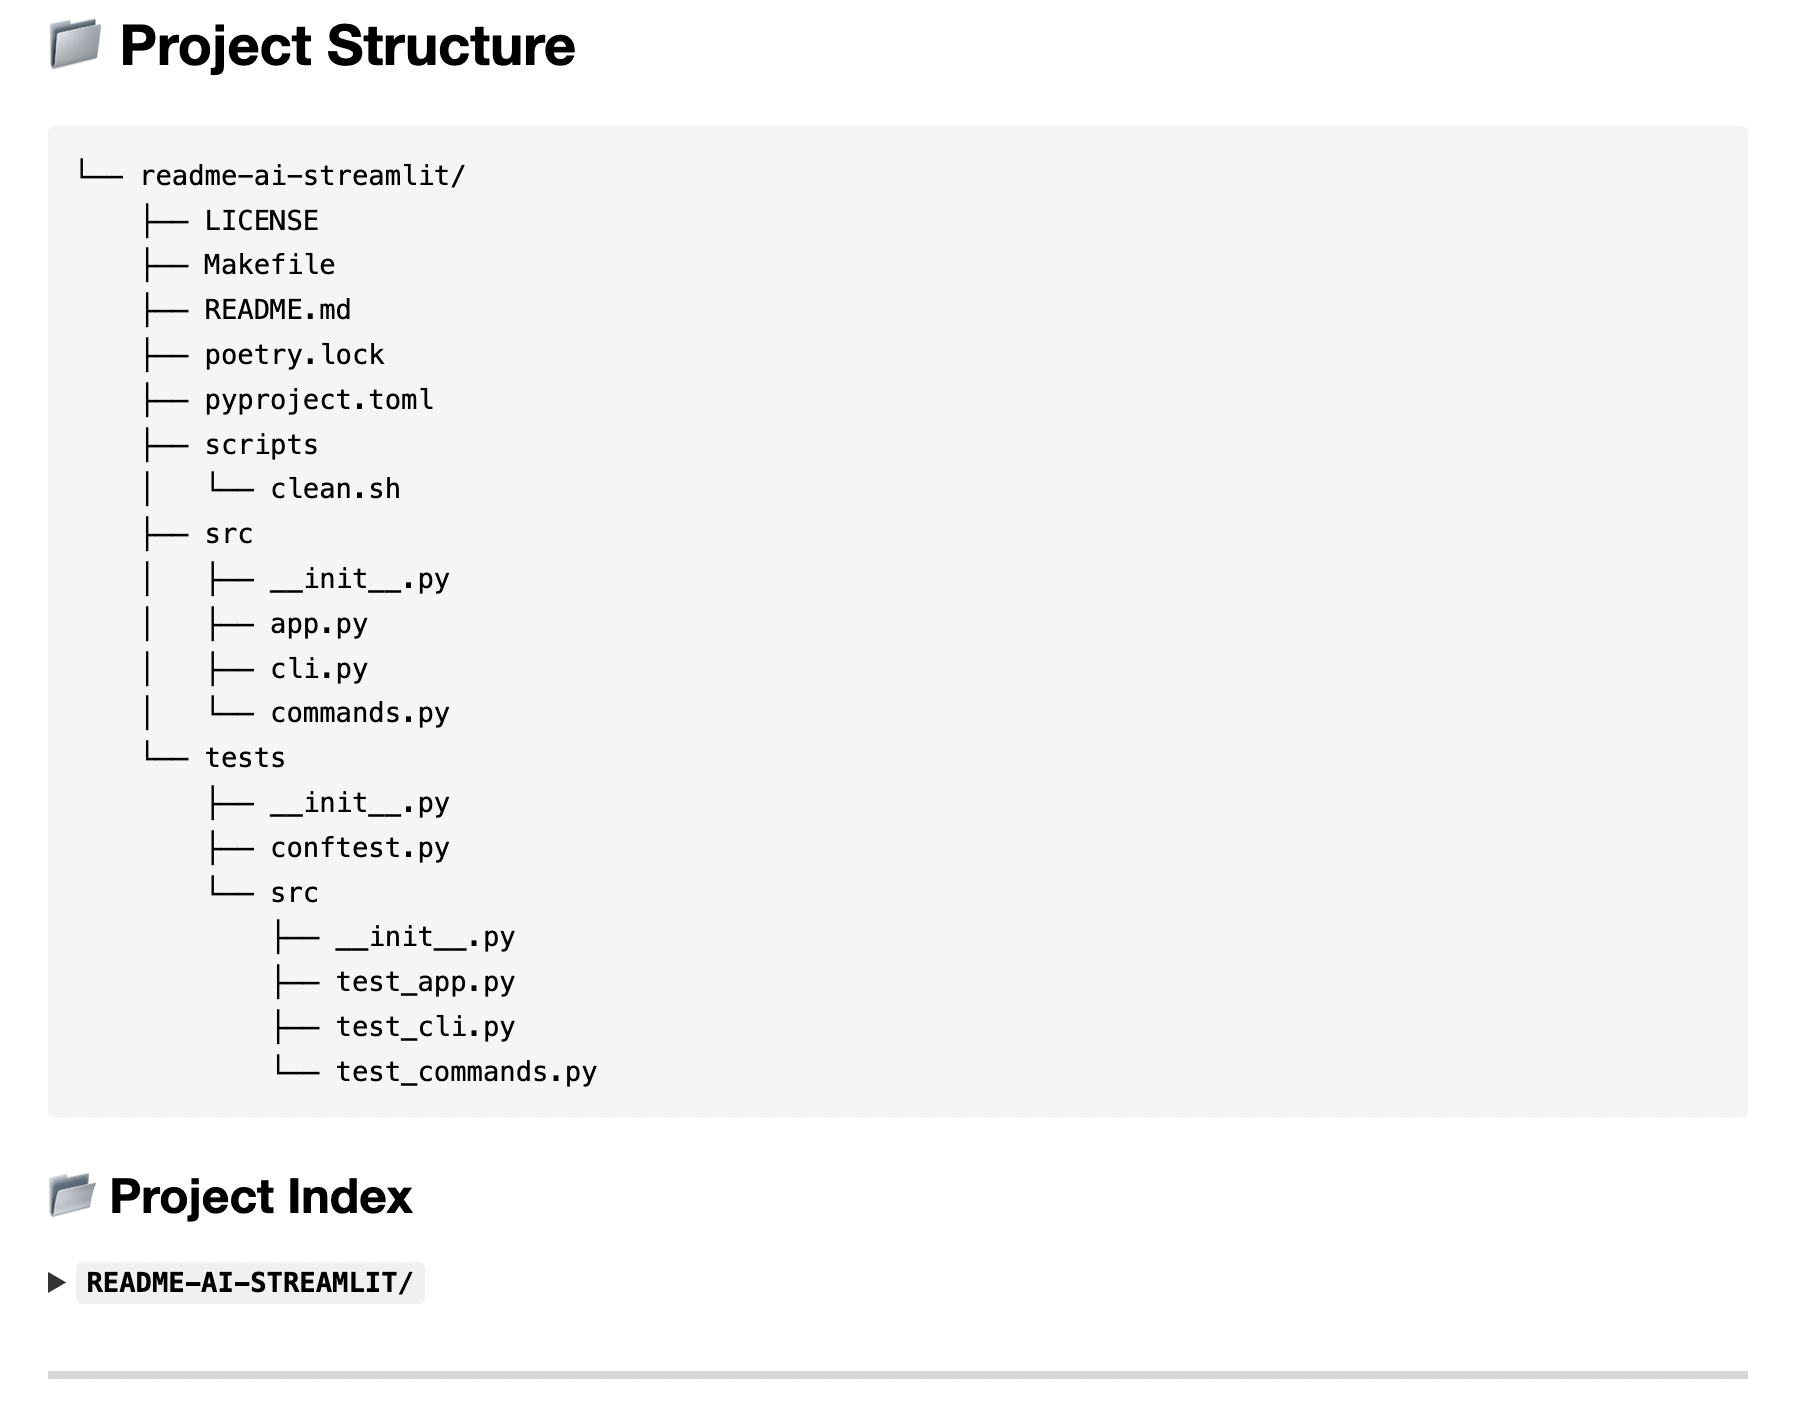 📁 Project Structure
└── readme-ai-streamlit/
    ├── LICENSE
    ├── Makefile
    ├── README.md
    ├── poetry.lock
    ├── pyproject.toml
    ├── scripts
    │   └── clean.sh
    ├── src
    │   ├── __init__.py
    │   ├── app.py
    │   ├── cli.py
    │   └── commands.py
    └── tests
        ├── __init__.py
        ├── conftest.py
        └── src
            ├── __init__.py
            ├── test_app.py
            ├── test_cli.py
            └── test_commands.py
📂 Project Index
▶ README-AI-STREAMLIT/